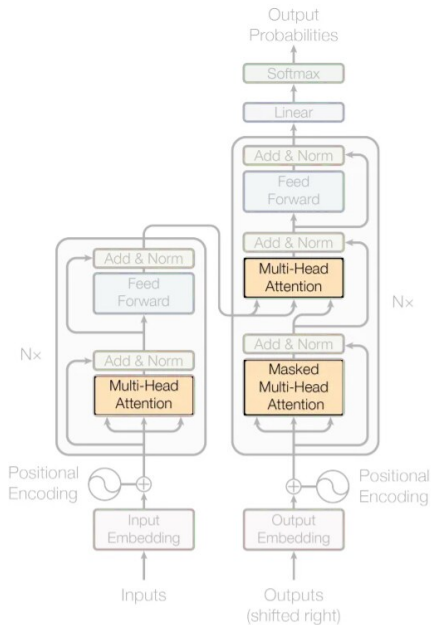 Output
Probabilities
Softmax
Linear
Add & Norm
Feed
Forward
Add & Norm
Multi-Head
Attention
Add & Norm
Masked
Multi-Head
Attention
Nx
Add & Norm
Feed
Forward
Add & Norm
Multi-Head
Attention
Nx
Positional
Encoding
Positional
Encoding
Input
Embedding
Output
Embedding
Inputs
Outputs
(shifted right)